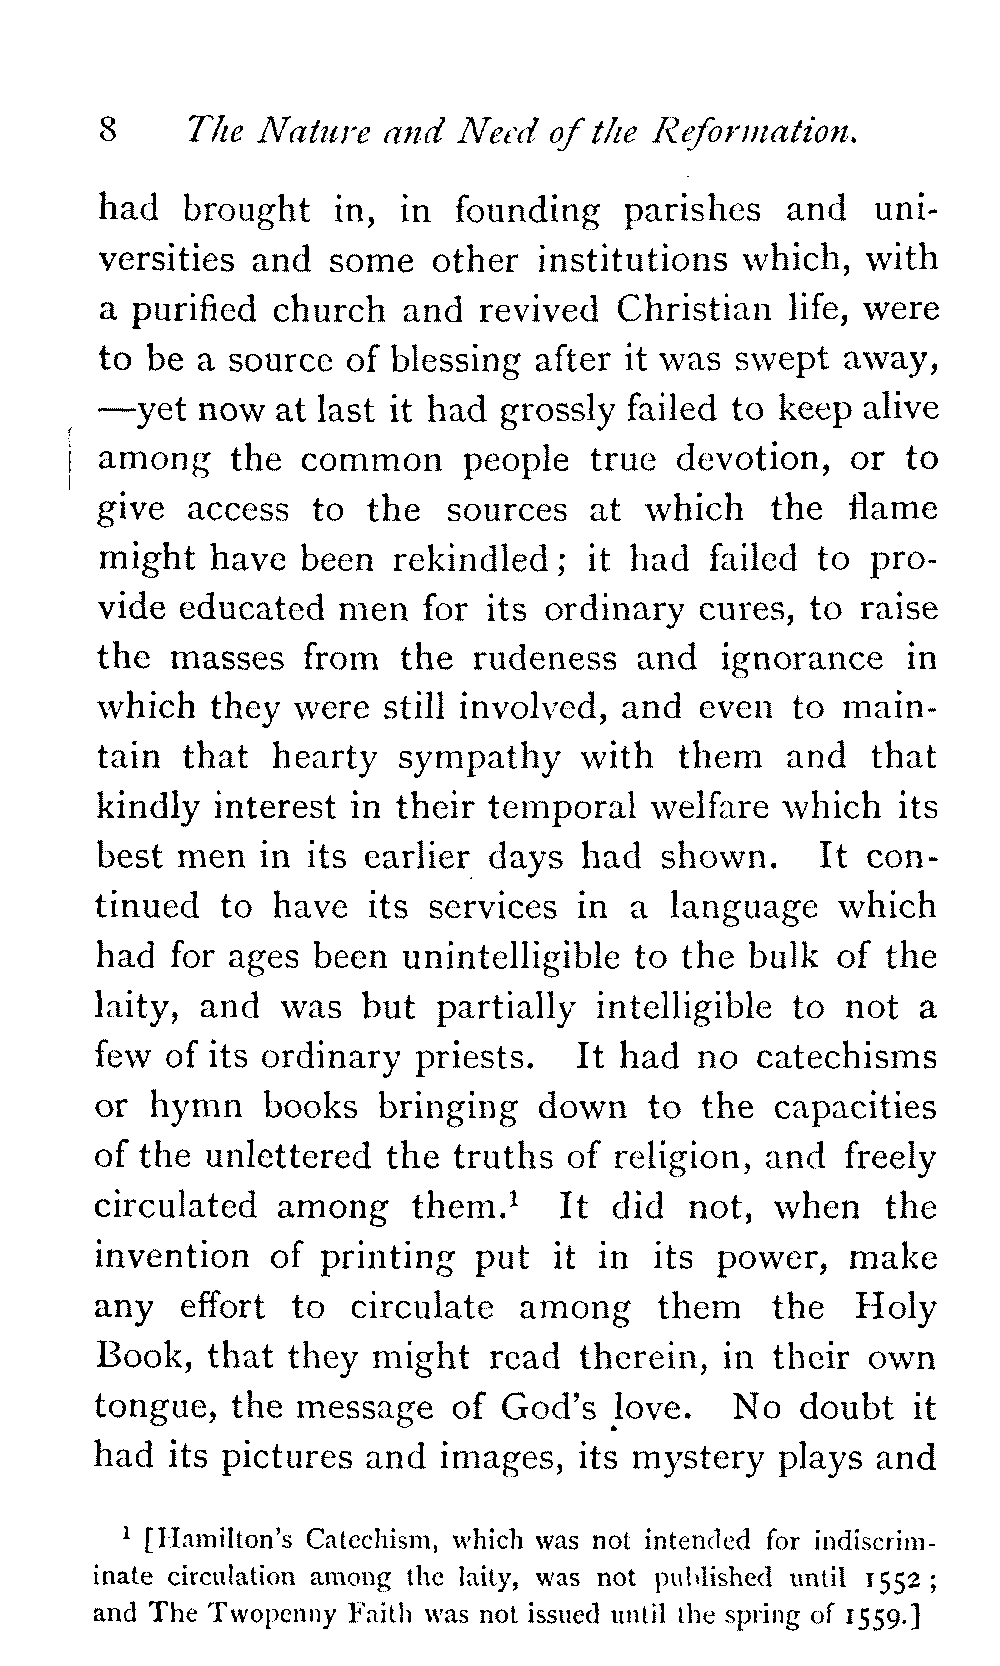 8 The Nature and Need of the Reformation.
had brought in, in founding parishes and uni-
versities and some other institutions which, with
a purified church and revived Christian life, were
to be a source of blessing after it was swept away,
—yet now at last it had grossly failed to keep alive
among the common people true devotion, or to
give access to the sources at which the flame
might have been rekindled; it had failed to pro-
vide educated men for its ordinary cures, to raise
the masses from the rudeness and ignorance in
which they were still involved, and even to main-
tain that hearty sympathy with them and that
kindly interest in their temporal welfare which its
best men in its earlier days had shown. It con-
tinued to have its services in a language which
had for ages been unintelligible to the bulk of the
laity, and was but partially intelligible to not a
few of its ordinary priests. It had no catechisms
or hymn books bringing down to the capacities
of the unlettered the truths of religion, and freely
circulated among them.¹ It did not, when the
invention of printing put it in its power, make
any effort to circulate among them the Holy
Book, that they might read therein, in their own
tongue, the message of God's love. No doubt it
had its pictures and images, its mystery plays and
¹ [Hamilton's Catechism, which was not intended for indiscrim-
inate circulation among the laity, was not published until 1552;
and The Twopenny Faith was not issued until the spring of 1559.]